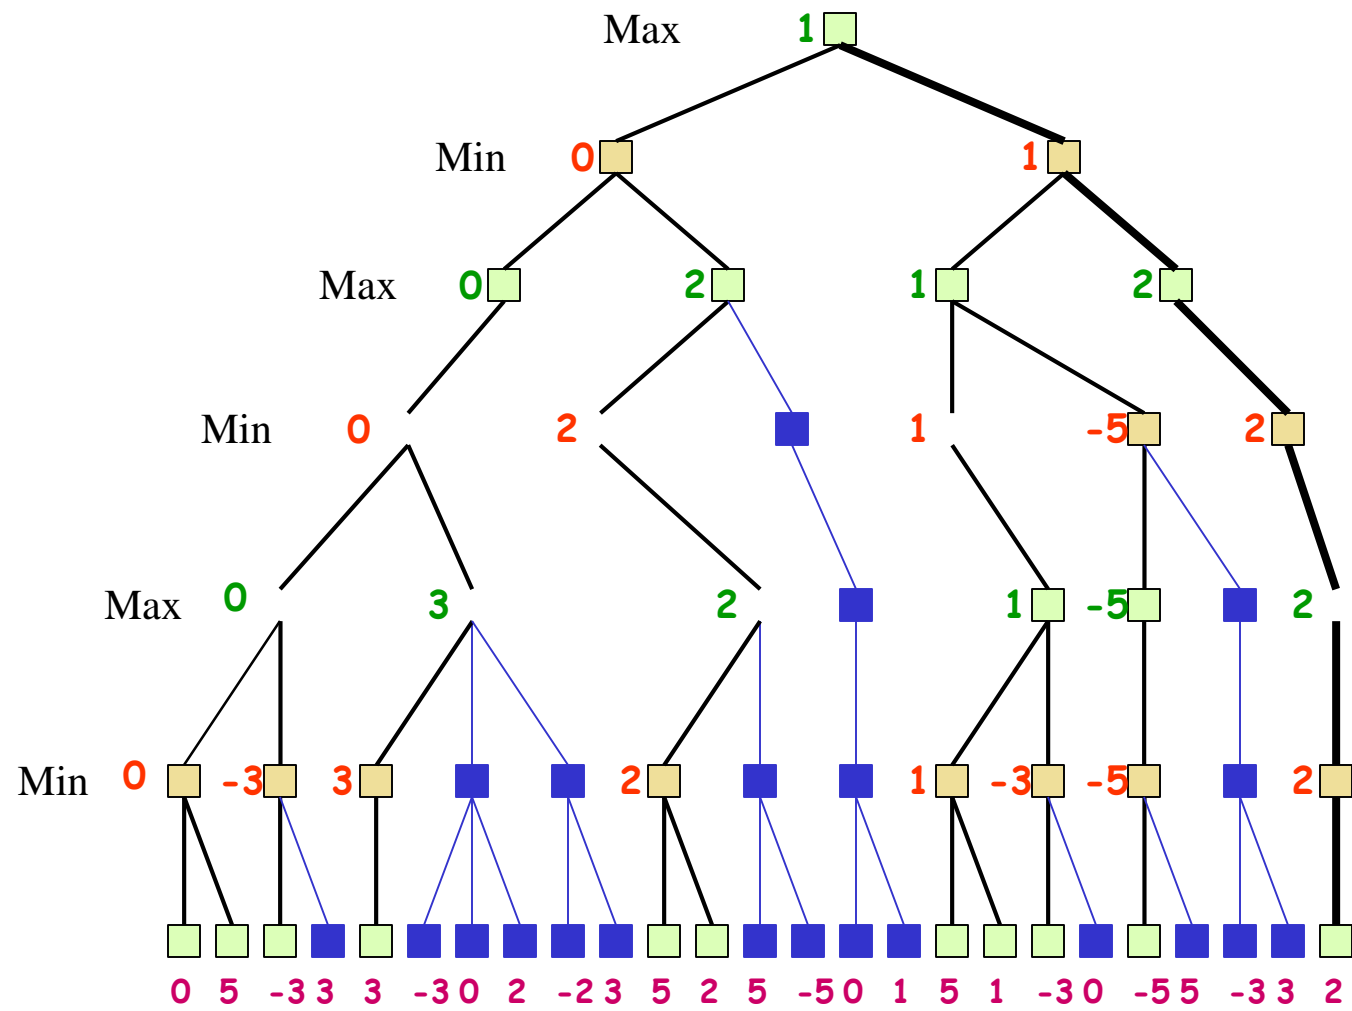 Max 1
Min 0 1
Max 0 2 1 2
Min 0 2 1 -5 2
Max 0 3 2 1 -5 2
Min 0 -3 3 2 1 -3 -5 2
0 5 -3 3 3 -3 0 2 -2 3 5 2 5 -5 0 1 5 1 -3 0 -5 5 -3 3 2